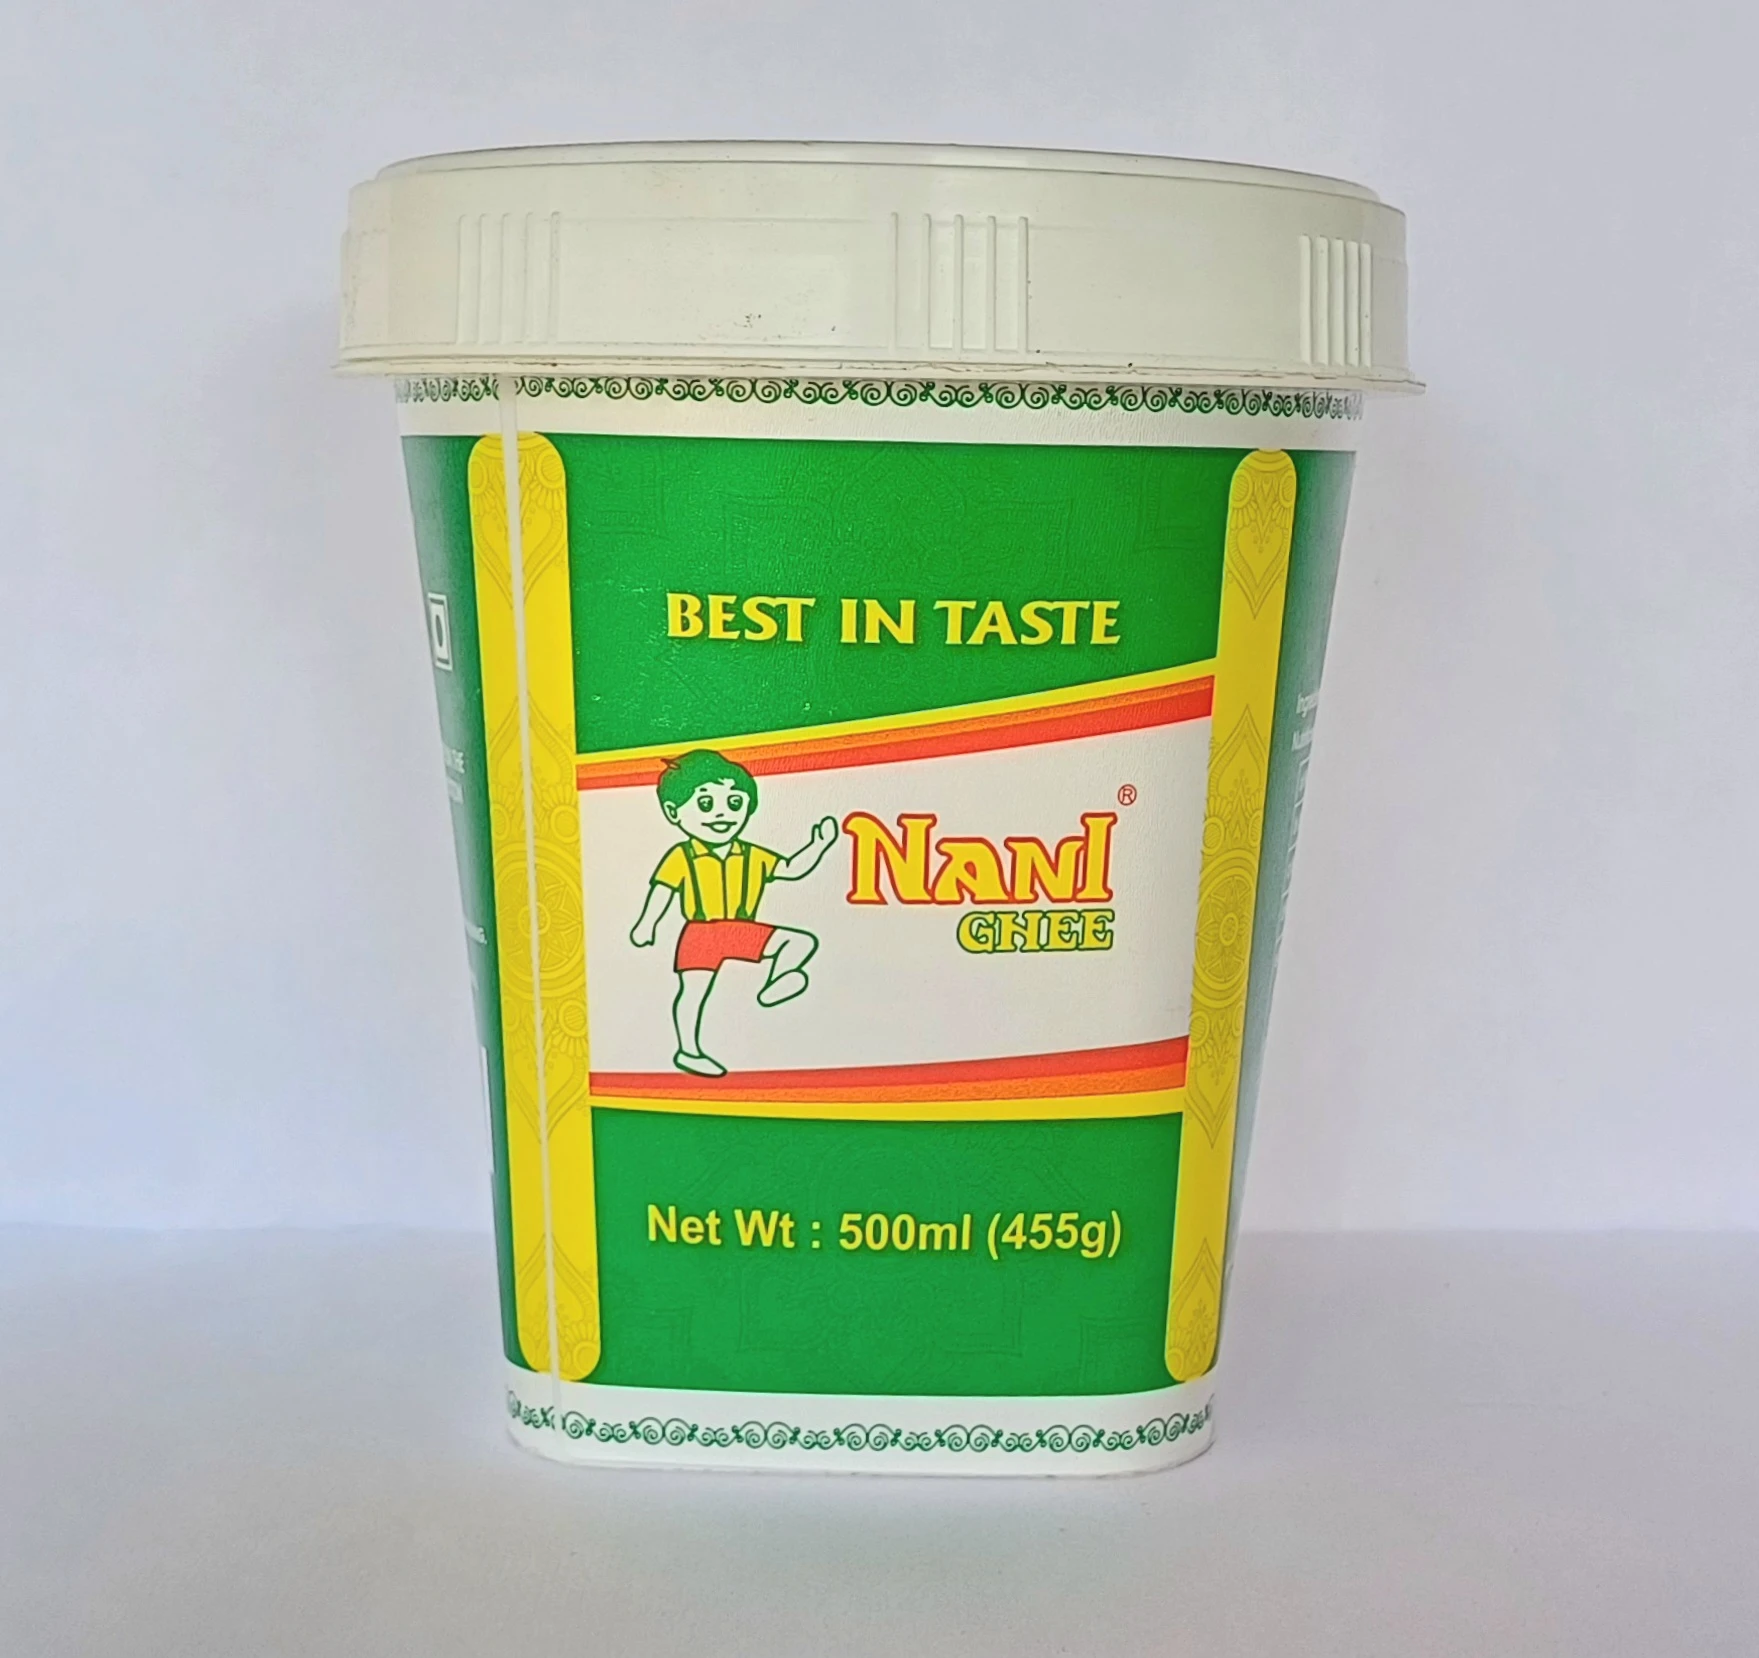 BEST IN TASTE
NANI®
GHEE
Net Wt : 500ml (455g)